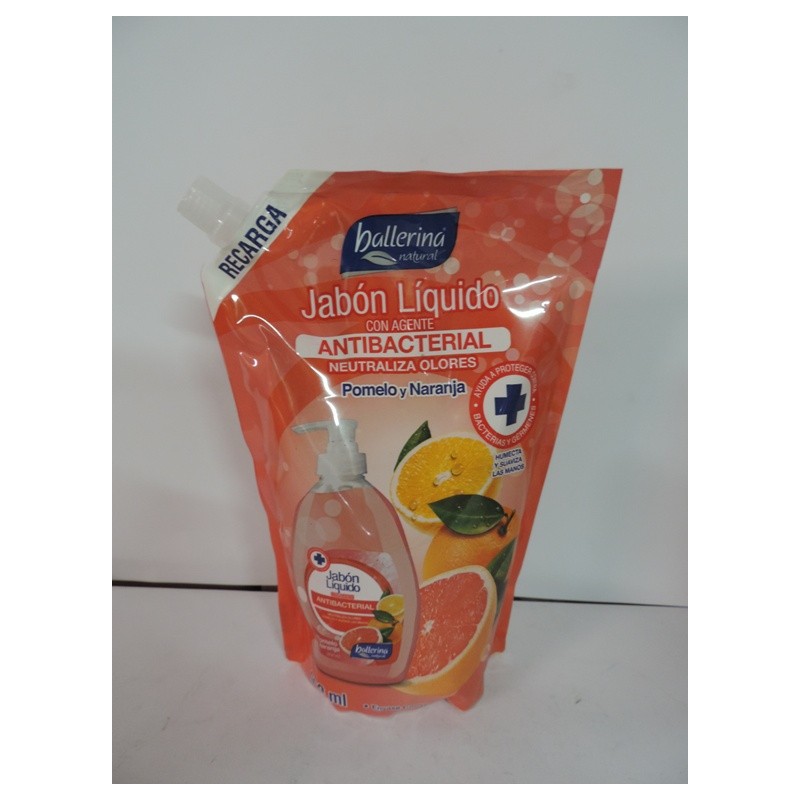 RECARGA
ballerina
natural
Jabón Líquido
CON AGENTE
ANTIBACTERIAL
NEUTRALIZA OLORES
Pomelo y Naranja
AYUDA A PROTEGER
BACTERIAS Y GÉRMENES
HUMECTA
Y SUAVIZA
LAS MANOS
Jabón
Líquido
ANTIBACTERIAL
Naranja
ballerina
ml